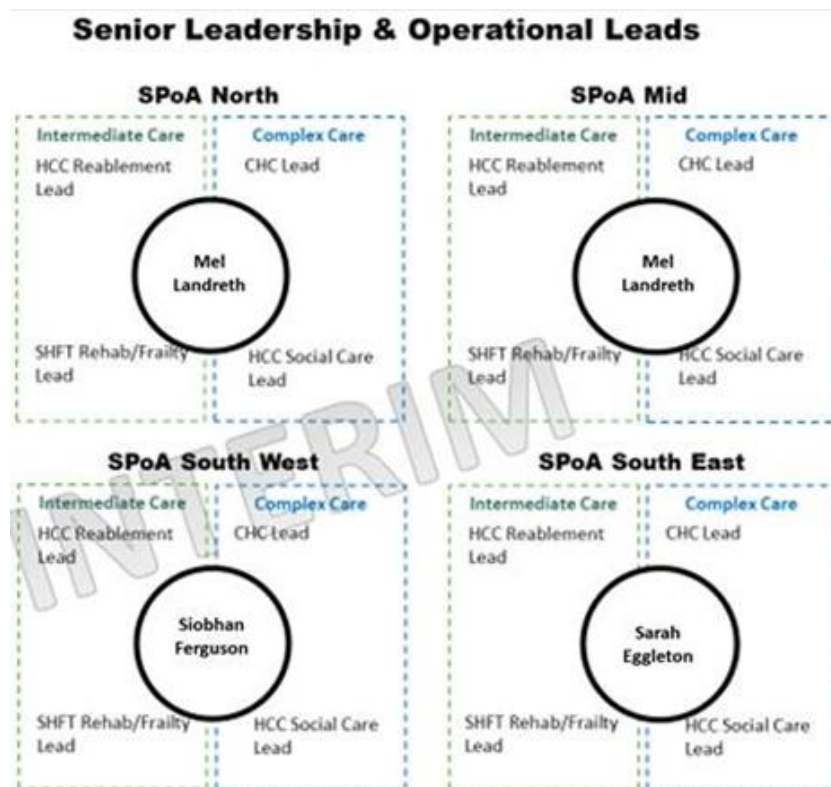 Senior Leadership & Operational Leads
SPoA North
Intermediate Care
HCC Reablement
Lead
Complex Care
CHC Lead
Mel
Landreth
SHFT Rehab/Frailty
Lead
HCC Social Care
Lead
SPoA Mid
Intermediate Care
HCC Reablement
Lead
Complex Care
CHC Lead
Mel
Landreth
SHFT Rehab/Frailty
Lead
HCC Social Care
Lead
SPoA South West
Intermediate Care
HCC Reablement
Lead
Complex Care
CHC Lead
Siobhan
Ferguson
SHFT Rehab/Frailty
Lead
HCC Social Care
Lead
SPoA South East
Intermediate Care
HCC Reablement
Lead
Complex Care
CHC Lead
Sarah
Eggleton
SHFT Rehab/Frailty
Lead
HCC Social Care
Lead
INTERIM